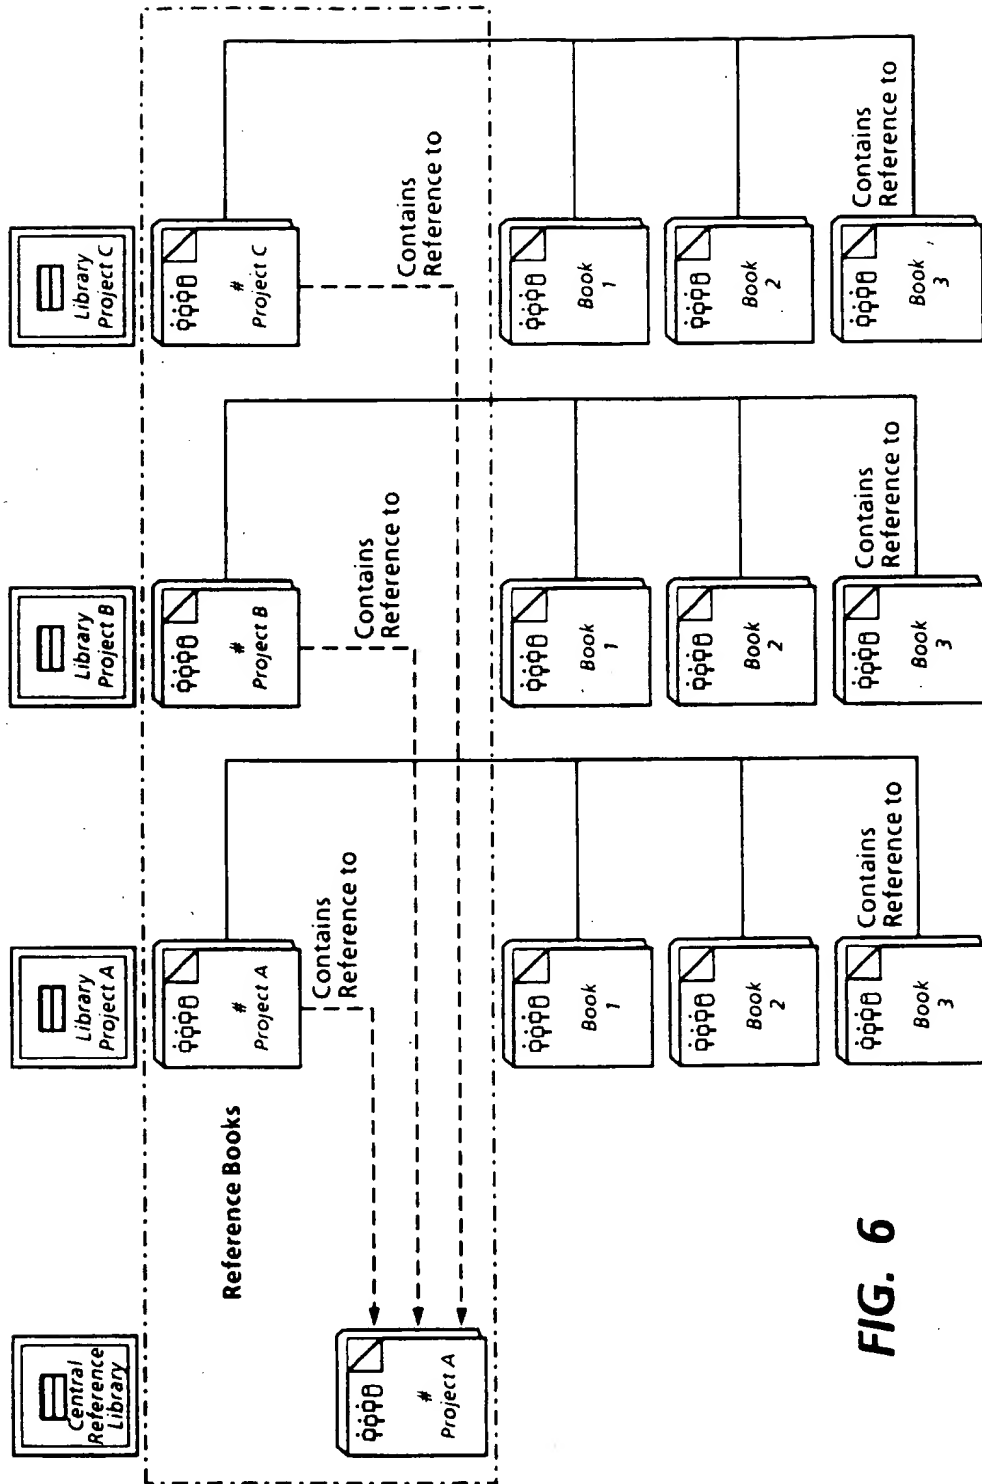 Central
Reference
Library
Library
Project A
Library
Project B
Library
Project C
Reference Books
#
Project A
#
Project B
#
Project C
Contains
Reference to
Contains
Reference to
Contains
Reference to
#
Project A
Book
1
Book
1
Book
1
Book
2
Book
2
Book
2
Contains
Reference to
Contains
Reference to
Contains
Reference to
Book
3
Book
3
Book
3
FIG. 6